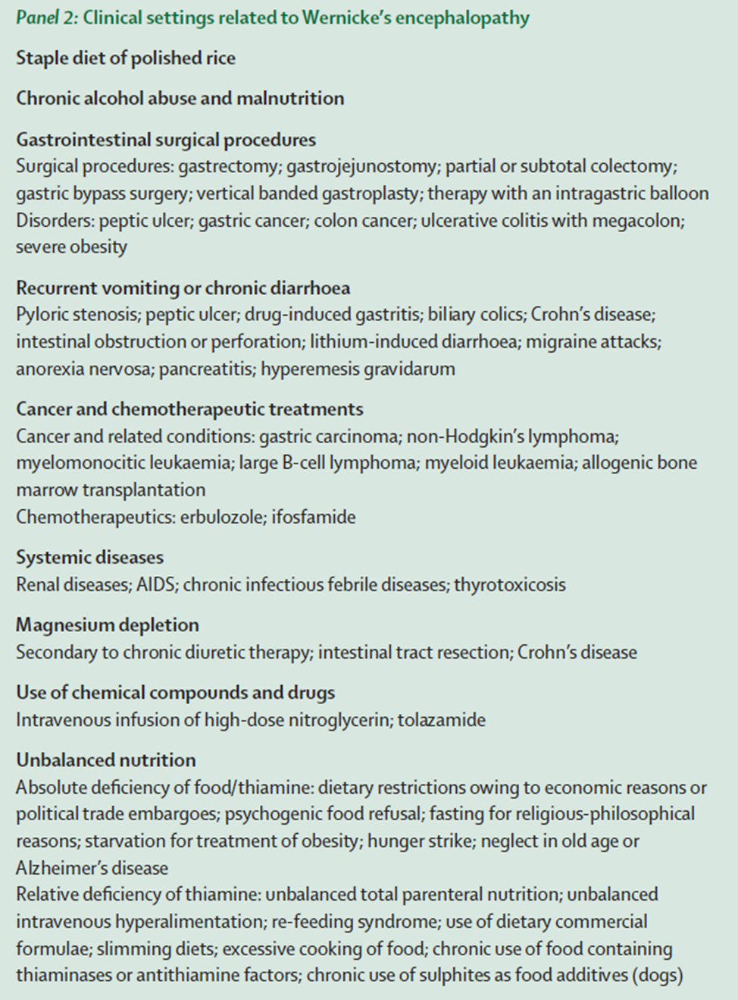 Panel 2: Clinical settings related to Wernicke's encephalopathy
Staple diet of polished rice
Chronic alcohol abuse and malnutrition
Gastrointestinal surgical procedures
Surgical procedures: gastrectomy; gastrojejunostomy; partial or subtotal colectomy;
gastric bypass surgery; vertical banded gastroplasty; therapy with an intragastric balloon
Disorders: peptic ulcer; gastric cancer; colon cancer; ulcerative colitis with megacolon;
severe obesity
Recurrent vomiting or chronic diarrhoea
Pyloric stenosis; peptic ulcer; drug-induced gastritis; biliary colics; Crohn's disease;
intestinal obstruction or perforation; lithium-induced diarrhoea; migraine attacks;
anorexia nervosa; pancreatitis; hyperemesis gravidarum
Cancer and chemotherapeutic treatments
Cancer and related conditions: gastric carcinoma; non-Hodgkin's lymphoma;
myelomonocitic leukaemia; large B-cell lymphoma; myeloid leukaemia; allogenic bone
marrow transplantation
Chemotherapeutics: erbulozole; ifosfamide
Systemic diseases
Renal diseases; AIDS; chronic infectious febrile diseases; thyrotoxicosis
Magnesium depletion
Secondary to chronic diuretic therapy; intestinal tract resection; Crohn's disease
Use of chemical compounds and drugs
Intravenous infusion of high-dose nitroglycerin; tolazamide
Unbalanced nutrition
Absolute deficiency of food/thiamine: dietary restrictions owing to economic reasons or
political trade embargoes; psychogenic food refusal; fasting for religious-philosophical
reasons; starvation for treatment of obesity; hunger strike; neglect in old age or
Alzheimer's disease
Relative deficiency of thiamine: unbalanced total parenteral nutrition; unbalanced
intravenous hyperalimentation; re-feeding syndrome; use of dietary commercial
formulae; slimming diets; excessive cooking of food; chronic use of food containing
thiaminases or antithiamine factors; chronic use of sulphites as food additives (dogs)